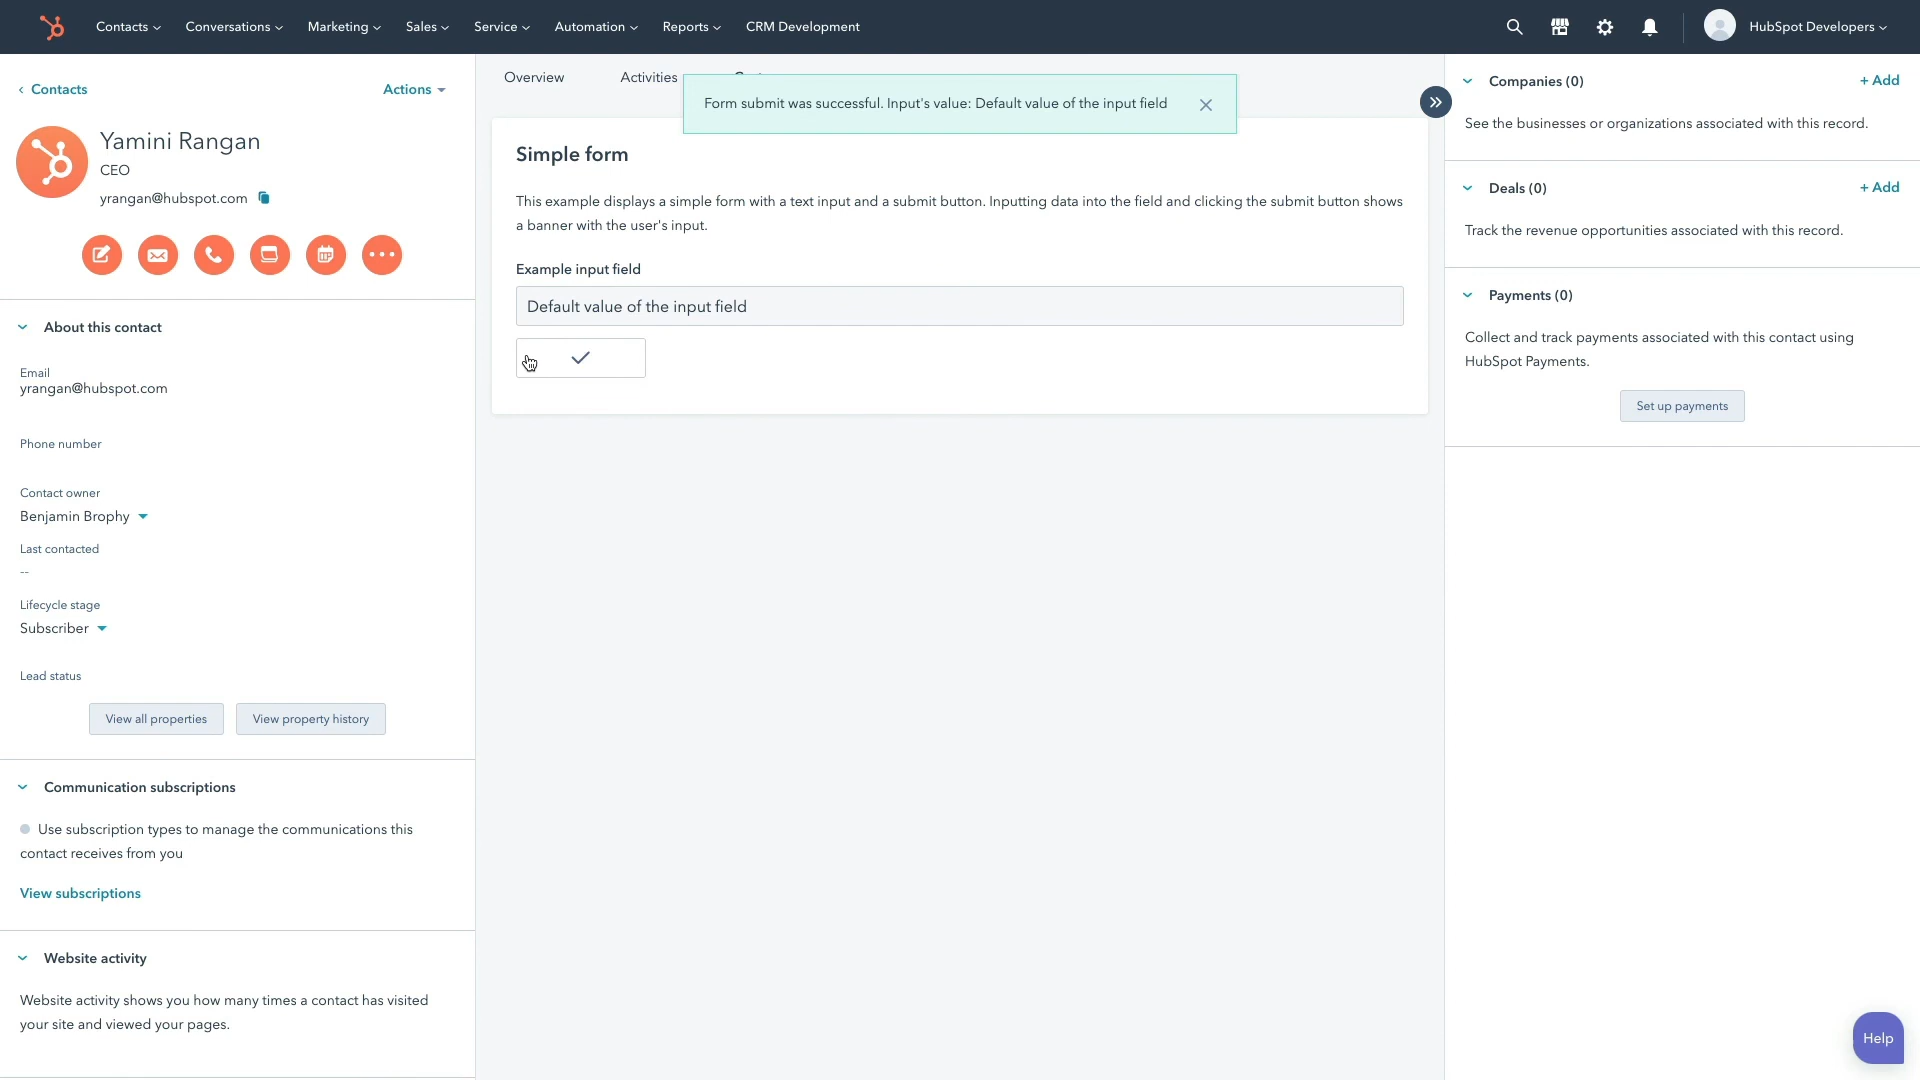 Contacts
Conversations
Marketing
Sales
Service
Automation
Reports
CRM Development
HubSpot Developers
Contacts
Actions
Yamini Rangan
CEO
yrangan@hubspot.com
About this contact
Email
yrangan@hubspot.com
Phone number
Contact owner
Benjamin Brophy
Last contacted
--
Lifecycle stage
Subscriber
Lead status
View all properties
View property history
Communication subscriptions
Use subscription types to manage the communications this
contact receives from you
View subscriptions
Website activity
Website activity shows you how many times a contact has visited
your site and viewed your pages.
Overview
Activities
Form submit was successful. Input's value: Default value of the input field
Simple form
This example displays a simple form with a text input and a submit button. Inputting data into the field and clicking the submit button shows
a banner with the user's input.
Example input field
Default value of the input field
Companies (0)
+ Add
See the businesses or organizations associated with this record.
Deals (0)
+ Add
Track the revenue opportunities associated with this record.
Payments (0)
Collect and track payments associated with this contact using
HubSpot Payments.
Set up payments
Help